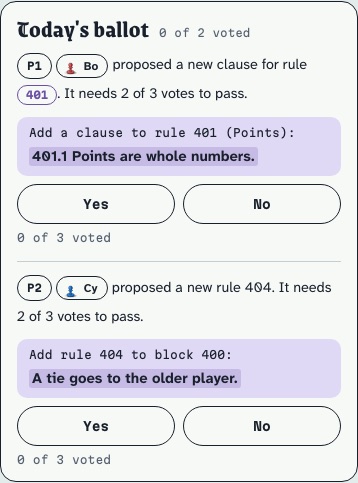 Today's ballot 0 of 2 voted
P1 Bo proposed a new clause for rule
401. It needs 2 of 3 votes to pass.
Add a clause to rule 401 (Points):
401.1 Points are whole numbers.
Yes No
0 of 3 voted
P2 Cy proposed a new rule 404. It needs
2 of 3 votes to pass.
Add rule 404 to block 400:
A tie goes to the older player.
Yes No
0 of 3 voted